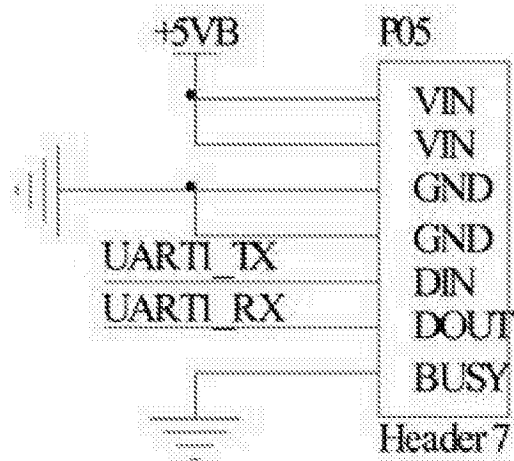 +5VB
P05
VIN
VIN
GND
GND
UART1_TX
DIN
UART1_RX
DOUT
BUSY
Header 7